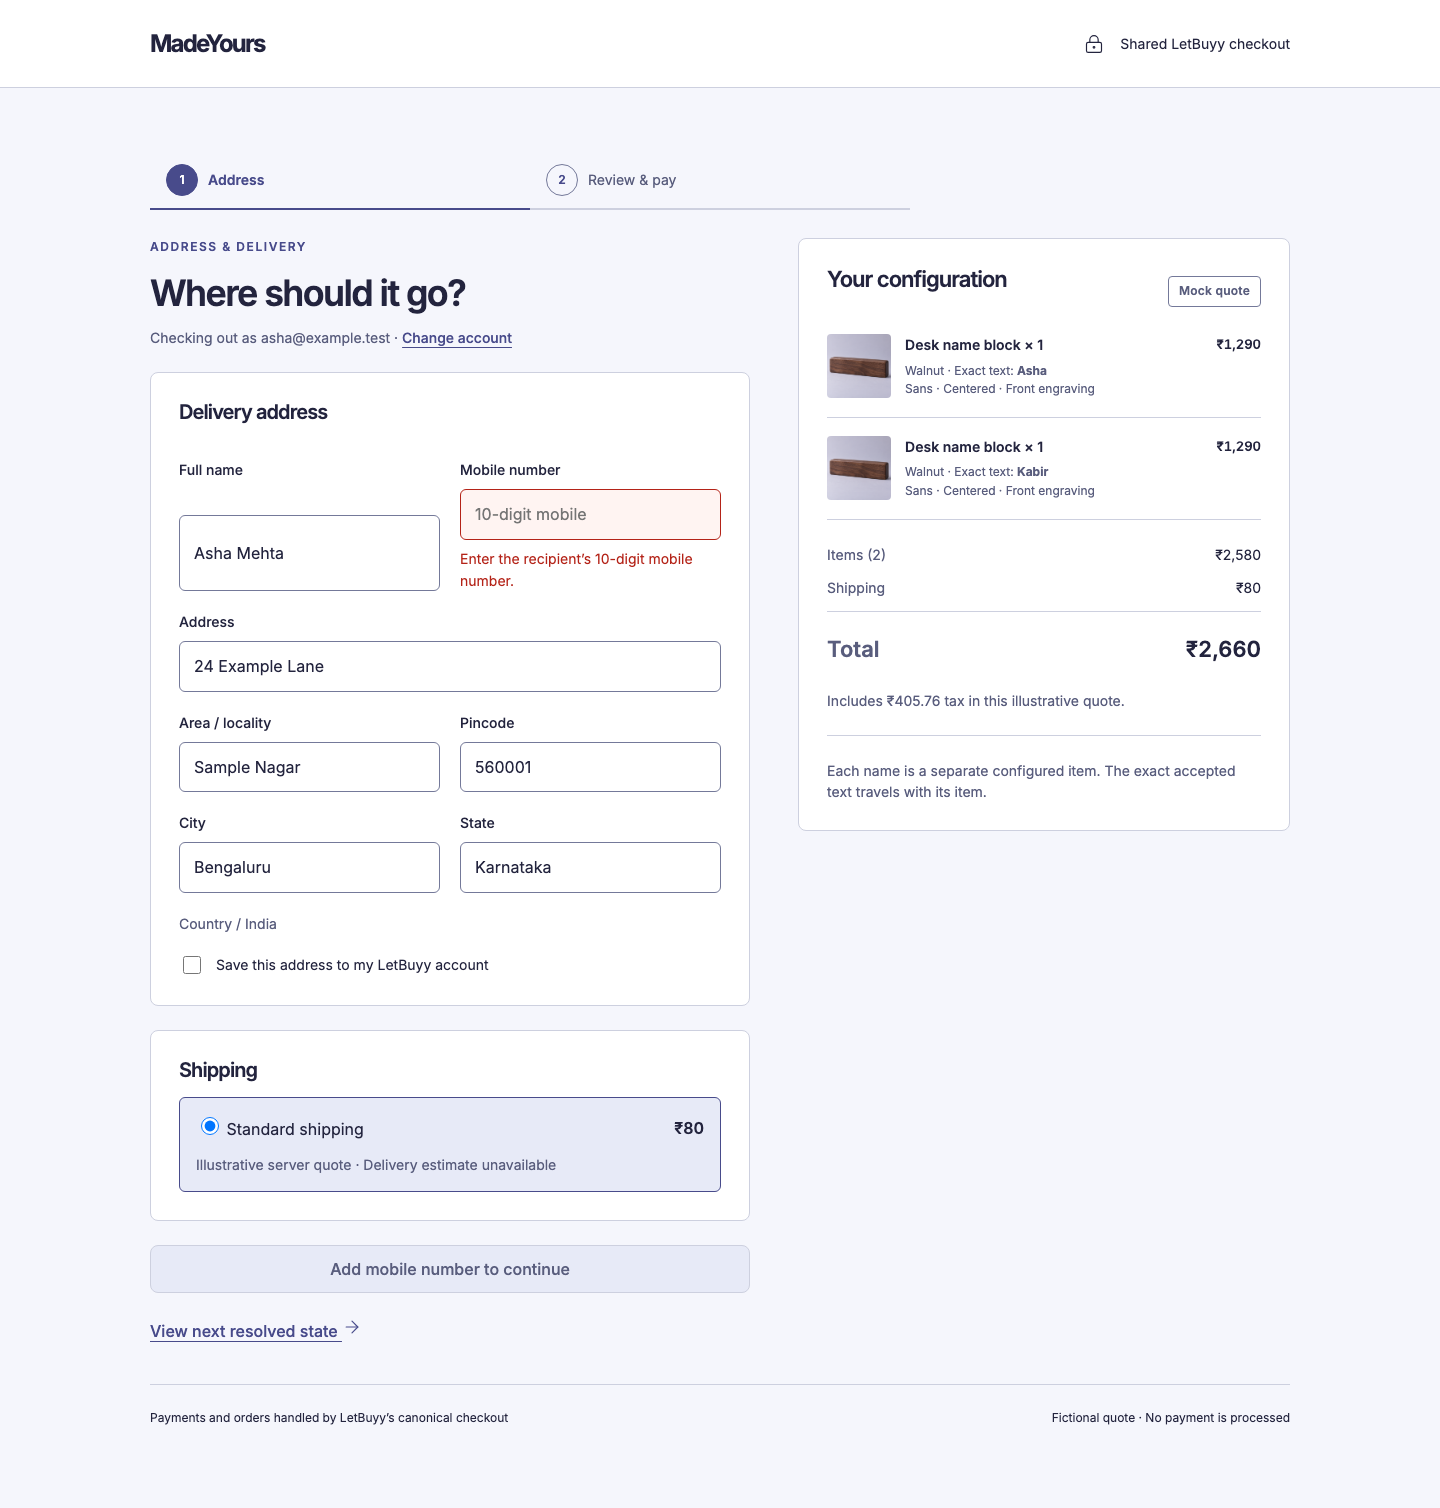 MadeYours
Shared LetBuyy checkout
1 Address
2 Review & pay
ADDRESS & DELIVERY
Where should it go?
Checking out as asha@example.test · Change account
Delivery address
Full name
Asha Mehta
Mobile number
10-digit mobile
Enter the recipient’s 10-digit mobile
number.
Address
24 Example Lane
Area / locality
Sample Nagar
Pincode
560001
City
Bengaluru
State
Karnataka
Country / India
Save this address to my LetBuyy account
Shipping
Standard shipping ₹80
Illustrative server quote · Delivery estimate unavailable
Add mobile number to continue
View next resolved state
Your configuration
Mock quote
Desk name block × 1 ₹1,290
Walnut · Exact text: Asha
Sans · Centered · Front engraving
Desk name block × 1 ₹1,290
Walnut · Exact text: Kabir
Sans · Centered · Front engraving
Items (2) ₹2,580
Shipping ₹80
Total ₹2,660
Includes ₹405.76 tax in this illustrative quote.
Each name is a separate configured item. The exact accepted
text travels with its item.
Payments and orders handled by LetBuyy’s canonical checkout
Fictional quote · No payment is processed